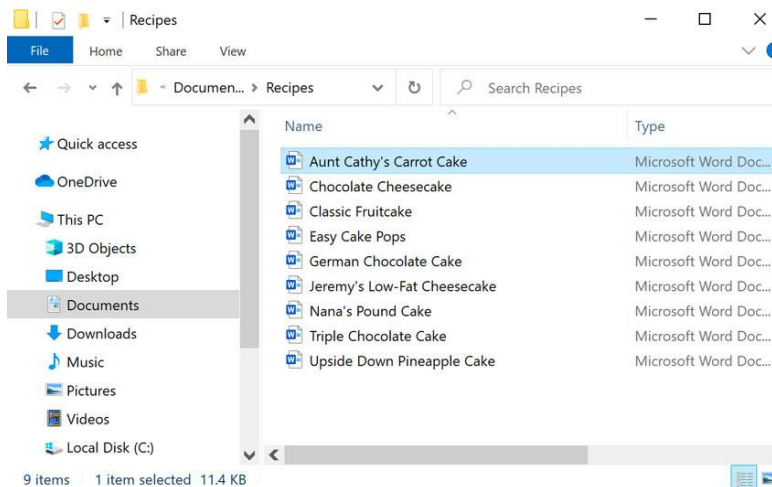 Recipes
File Home Share View
Documen... Recipes Search Recipes
Name Type
Quick access
OneDrive
This PC
3D Objects
Desktop
Documents
Downloads
Music
Pictures
Videos
Local Disk (C:)
Aunt Cathy's Carrot Cake Microsoft Word Doc...
Chocolate Cheesecake Microsoft Word Doc...
Classic Fruitcake Microsoft Word Doc...
Easy Cake Pops Microsoft Word Doc...
German Chocolate Cake Microsoft Word Doc...
Jeremy's Low-Fat Cheesecake Microsoft Word Doc...
Nana's Pound Cake Microsoft Word Doc...
Triple Chocolate Cake Microsoft Word Doc...
Upside Down Pineapple Cake Microsoft Word Doc...
9 items 1 item selected 11.4 KB